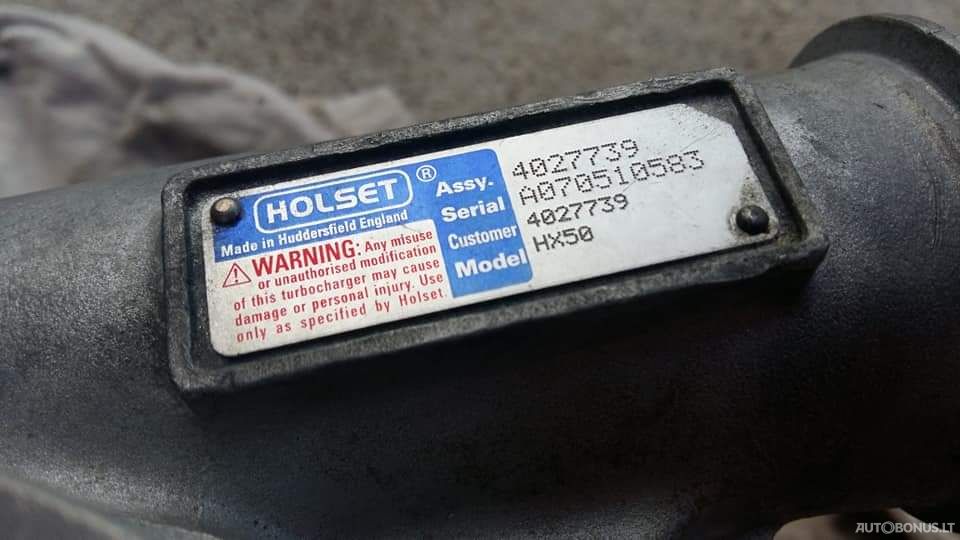 HOLSET®
Made in Huddersfield England
WARNING: Any misuse
or unauthorised modification
of this turbocharger may cause
damage or personal injury. Use
only as specified by Holset.
Assy. 4027739
Serial A070510583
Customer 4027739
Model HX50
AUTOBONUS.LT